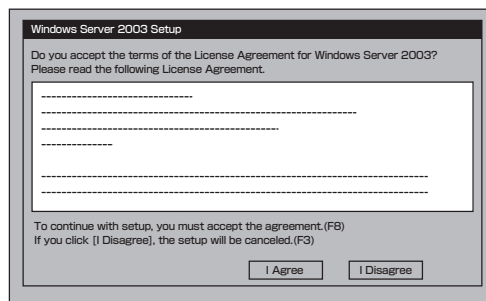 Windows Server 2003 Setup
Do you accept the terms of the License Agreement for Windows Server 2003?
Please read the following License Agreement.
To continue with setup, you must accept the agreement.(F8)
If you click [I Disagree], the setup will be canceled.(F3)
I Agree
I Disagree